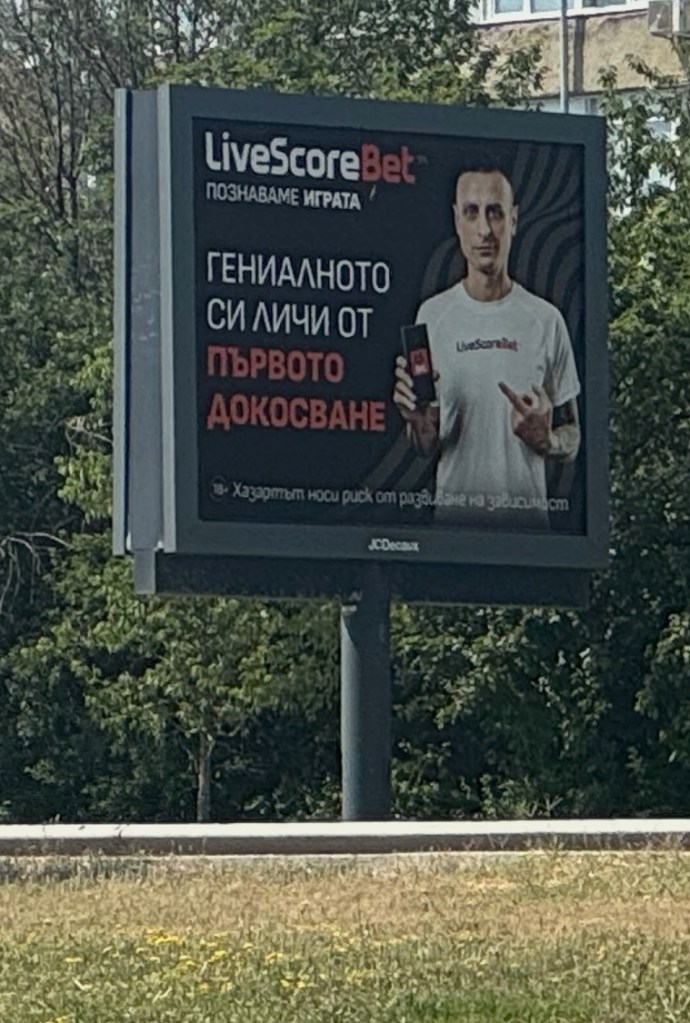 LiveScoreBet
ПОЗНАВАМЕ ИГРАТА
ГЕНИАЛНОТО
СИ ЛИЧИ ОТ
ПЪРВОТО
ДОКОСВАНЕ
LiveScoreBet
18+ Хазартът носи риск от развиване на зависимост
JCDecaux